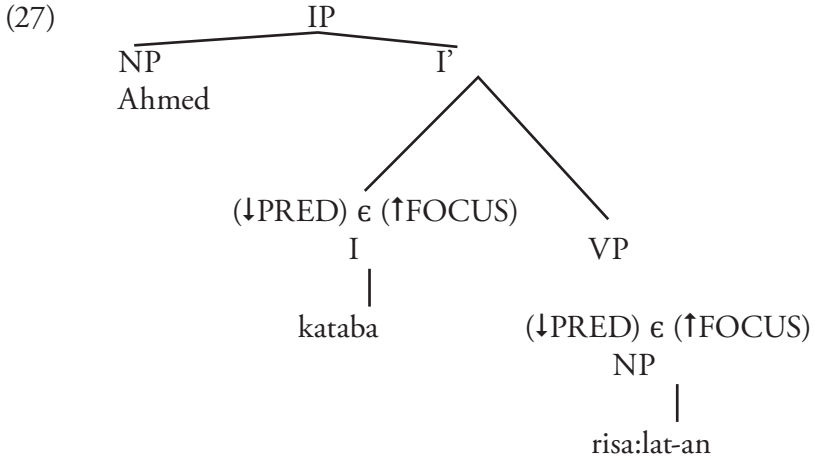 (27) IP
NP I’
Ahmed
(↓PRED) ϵ (↑FOCUS)
I VP
kataba (↓PRED) ϵ (↑FOCUS)
NP
risa:lat-an